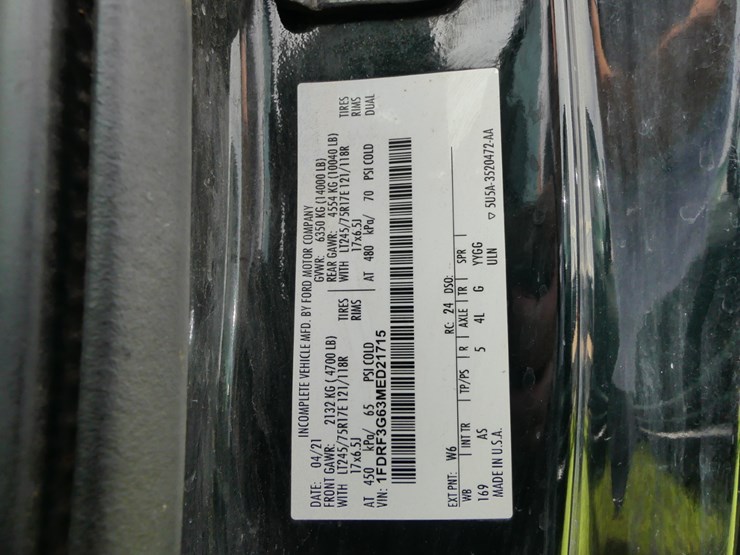 INCOMPLETE VEHICLE MFD. BY FORD MOTOR COMPANY
DATE: 04/21 GVWR: 6350 KG (14000 LB)
FRONT GAWR: 2132 KG (4700 LB) REAR GAWR: 4554 KG (10040 LB)
WITH LT245/75R17E 121/118R TIRES WITH LT245/75R17E 121/118R TIRES
17x6.5J RIMS 17x6.5J RIMS
AT 450 kPa/ 65 PSI COLD AT 480 kPa/ 70 PSI COLD DUAL
VIN: 1FDRF3G63MED21715
EXT PNT: W6 RC: 24 DSO:
WB INT TR TP/PS R AXLE TR SPR
169 AS 5 4L G YYGG
MADE IN U.S.A. ULN
▽ 5U5A-3520472-AA